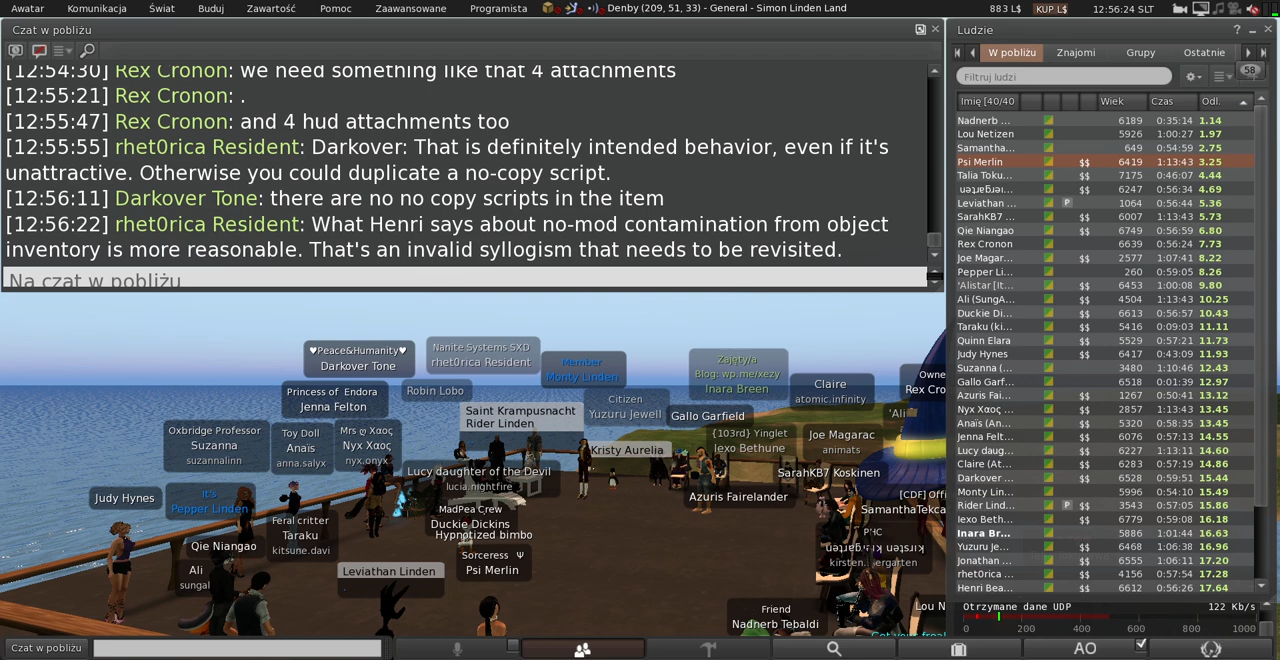 Awatar Komunikacja Świat Buduj Zawartość Pomoc Zaawansowane Programista Denby (209, 51, 33) - General - Simon Linden Land 883 L$ KUP L$ 12:56:24 SLT
Czat w pobliżu
[12:54:30] Rex Cronon: we need something like that 4 attachments
[12:55:21] Rex Cronon: .
[12:55:47] Rex Cronon: and 4 hud attachments too
[12:55:55] rhet0rica Resident: Darkover: That is definitely intended behavior, even if it's
unattractive. Otherwise you could duplicate a no-copy script.
[12:56:11] Darkover Tone: there are no no copy scripts in the item
[12:56:22] rhet0rica Resident: What Henri says about no-mod contamination from object
inventory is more reasonable. That's an invalid syllogism that needs to be revisited.
Na czat w pobliżu
♥Peace&Humanity♥
Darkover Tone
Nanite Systems SXD
rhet0rica Resident
Member
Monty Linden
Zajęty/a
Blog: wp.me/xezy
Inara Breen
Claire
atomic.infinity
Owne
Rex Cro
Princess of Endora
Jenna Felton
Robin Lobo
Citizen
Yuzuru Jewell
Saint Krampusnacht
Rider Linden
Gallo Garfield
'Ali
Oxbridge Professor
Suzanna
suzannalinn
Toy Doll
Anaïs
anna.salyx
Mrs ღ Χαος
Nyx Χαος
nyx.onyx
Kristy Aurelia
{103rd} Yinglet
Iexo Bethune
Joe Magarac
animats
Lucy daughter of the Devil
lucia.nightfire
SarahKB7 Koskinen
Judy Hynes
It's
Pepper Linden
Azuris Fairelander
[CDF] Offi
SamanthaTekca
MadPea Crew
Duckie Dickins
Hypnotized bimbo
Feral critter
Taraku
kitsune.davi
Qie Niangao
Ali
sungal
Sorceress Ψ
Psi Merlin
Leviathan Linden
Friend
Nadnerb Tebaldi
Lou N
Ludzie
W pobliżu Znajomi Grupy Ostatnie
Filtruj ludzi
58
Imię [40/40 Wiek Czas Odl.
Nadnerb ... 6189 0:35:14 1.14
Lou Netizen 5926 1:00:27 1.97
Samantha... 649 0:54:59 2.75
Psi Merlin $$ 6419 1:13:43 3.25
Talia Toku... $$ 7175 0:46:07 4.44
$$ 6247 0:56:34 4.69
Leviathan ... P 1064 0:56:44 5.36
SarahKB7 ... $$ 6007 1:13:43 5.73
Qie Niangao $$ 6749 0:56:59 6.80
Rex Cronon 6639 0:56:24 7.73
Joe Magar... $$ 2577 1:07:41 8.22
Pepper Li... 260 0:59:05 8.26
'Alistar [It... $$ 6453 1:00:08 9.80
Ali (SungA... $$ 4504 1:13:43 10.25
Duckie Di... $$ 6613 0:56:57 10.43
Taraku (ki... $$ 5416 0:09:03 11.11
Quinn Elara $$ 5529 0:57:21 11.73
Judy Hynes $$ 6417 0:43:09 11.93
Suzanna (... $$ 3480 1:10:46 12.43
Gallo Garf... $$ 6518 0:01:39 12.97
Azuris Fai... $$ 1267 0:50:41 13.12
Nyx Χαος ... $$ 2857 1:13:43 13.45
Anaïs (An... $$ 5320 0:58:35 13.45
Jenna Felt... $$ 6076 0:57:13 14.55
Lucy daug... $$ 6228 1:13:11 14.60
Claire (At... $$ 6283 0:57:19 14.86
Darkover ... $$ 6528 0:59:51 15.44
Monty Lin... 5996 0:54:10 15.49
Rider Lind... P $$ 3543 0:57:05 15.86
Iexo Beth... $$ 6779 0:59:08 16.18
Inara Br... 5886 1:01:44 16.63
Yuzuru Je... $$ 6468 1:06:38 16.96
Jonathan ... $$ 6555 1:06:11 17.20
rhet0rica ... $$ 4156 0:57:54 17.28
Henri Bea... $$ 6612 0:56:26 17.64
Otrzymane dane UDP 122 Kb/s
0 200 400 600 800 1000
Czat w pobliżu AO